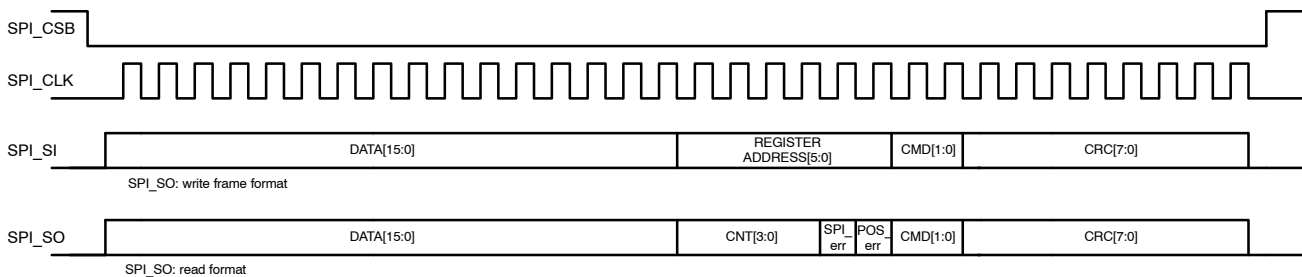 SPI_CSB
SPI_CLK
SPI_SI
DATA[15:0]
REGISTER
ADDRESS[5:0]
CMD[1:0]
CRC[7:0]
SPI_SO: write frame format
SPI_SO
DATA[15:0]
CNT[3:0]
SPI_
err
POS_
err
CMD[1:0]
CRC[7:0]
SPI_SO: read format